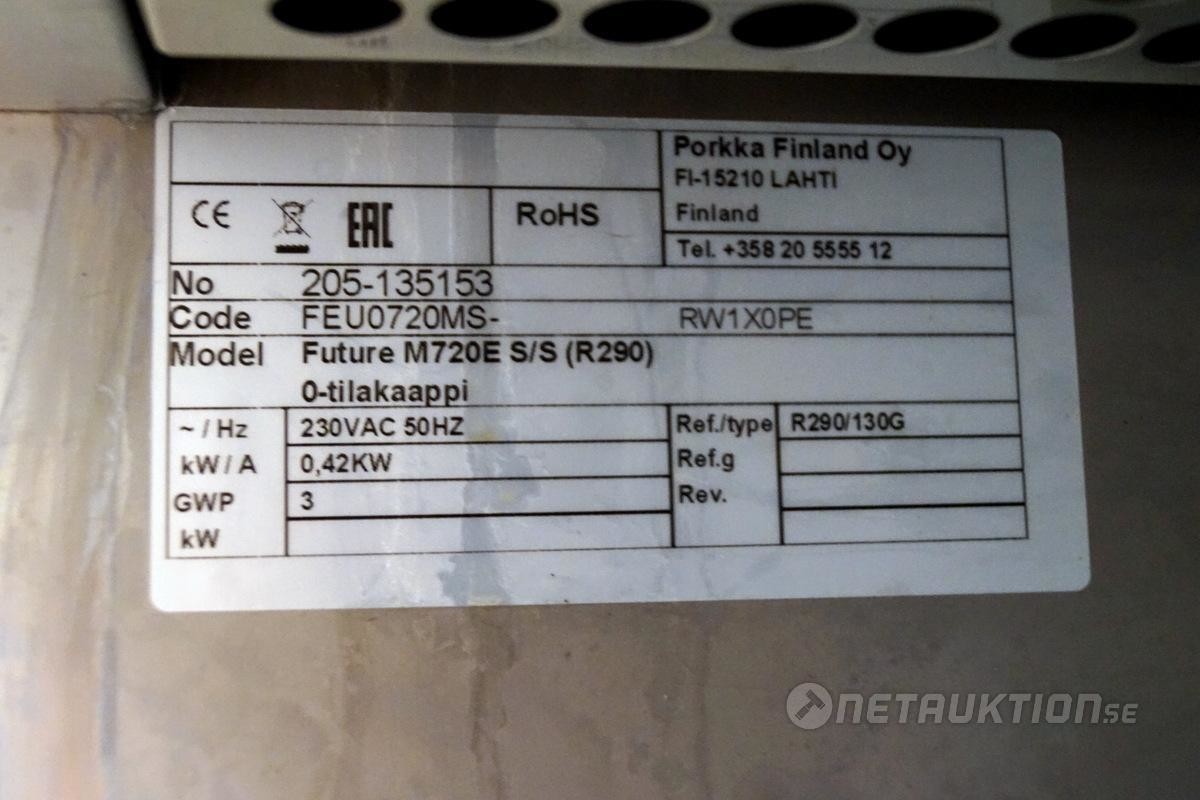 Porkka Finland Oy
FI-15210 LAHTI
Finland
Tel. +358 20 5555 12
CE EAC RoHS
No 205-135153
Code FEU0720MS- RW1X0PE
Model Future M720E S/S (R290)
0-tilakaappi
~ / Hz 230VAC 50HZ Ref./type R290/130G
kW / A 0,42KW Ref.g
GWP 3 Rev.
kW
NETAUKTION.SE